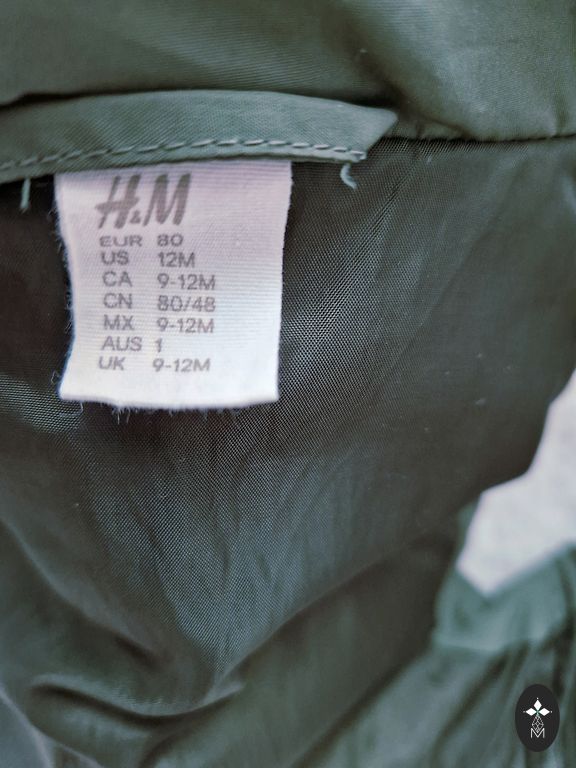 H&M
EUR 80
US 12M
CA 9-12M
CN 80/48
MX 9-12M
AUS 1
UK 9-12M
M